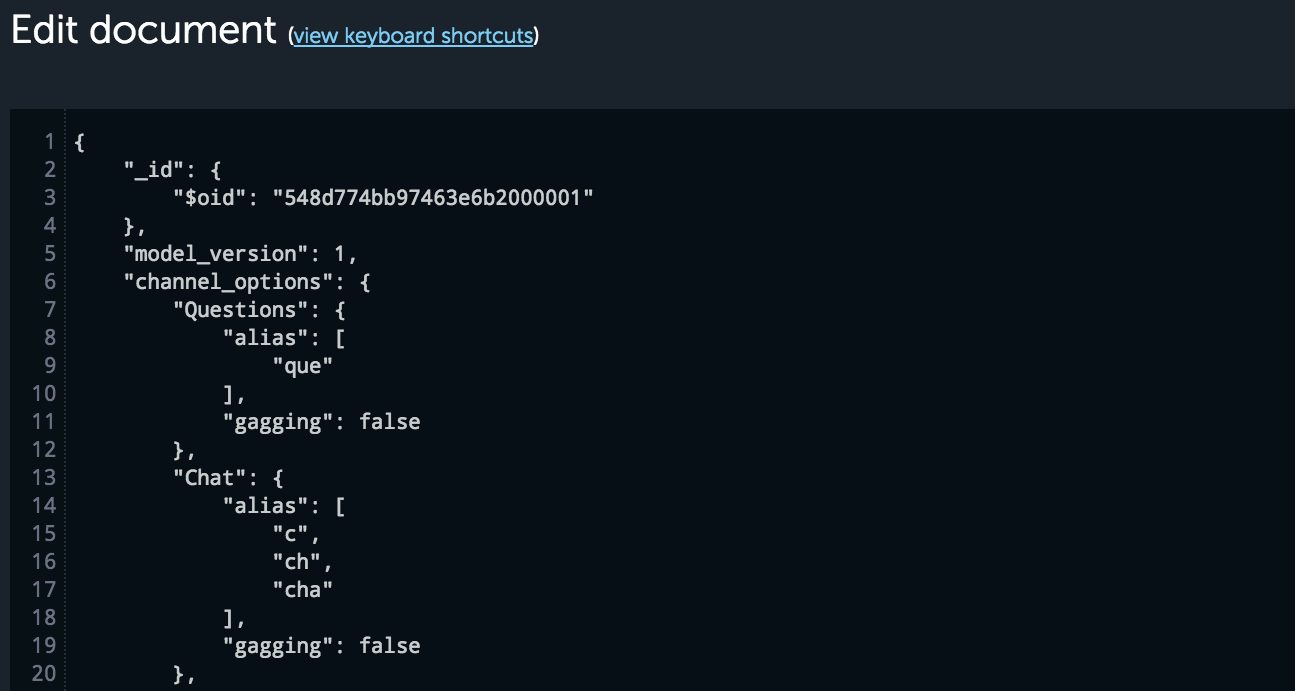 Edit document (view keyboard shortcuts)
1 {
2     "_id": {
3         "$oid": "548d774bb97463e6b2000001"
4     },
5     "model_version": 1,
6     "channel_options": {
7         "Questions": {
8             "alias": [
9                 "que"
10             ],
11             "gagging": false
12         },
13         "Chat": {
14             "alias": [
15                 "c",
16                 "ch",
17                 "cha"
18             ],
19             "gagging": false
20         },